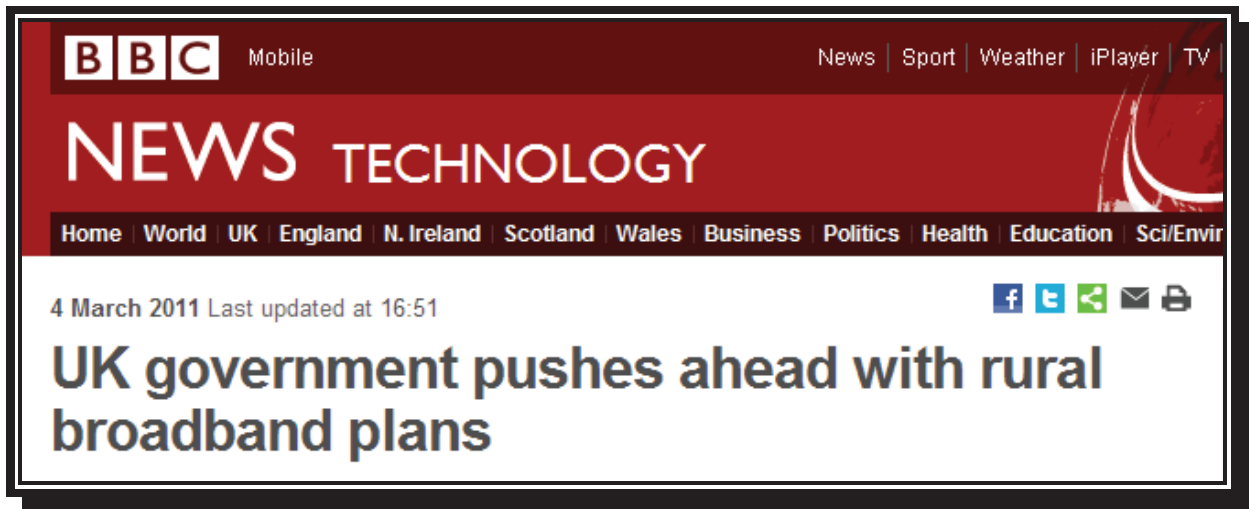 BBC Mobile News Sport Weather iPlayer TV
NEWS TECHNOLOGY
Home World UK England N. Ireland Scotland Wales Business Politics Health Education Sci/Envir
4 March 2011 Last updated at 16:51
UK government pushes ahead with rural
broadband plans